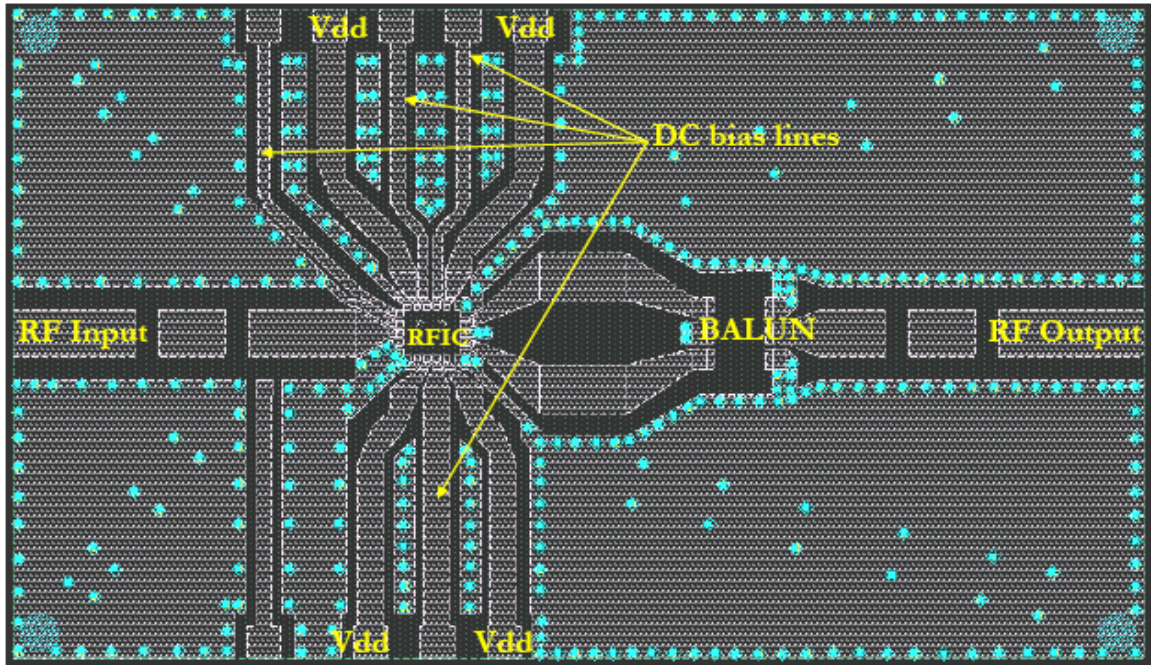 Vdd
Vdd
DC bias lines
RF Input
RFIC
BALUN
RF Output
Vdd
Vdd